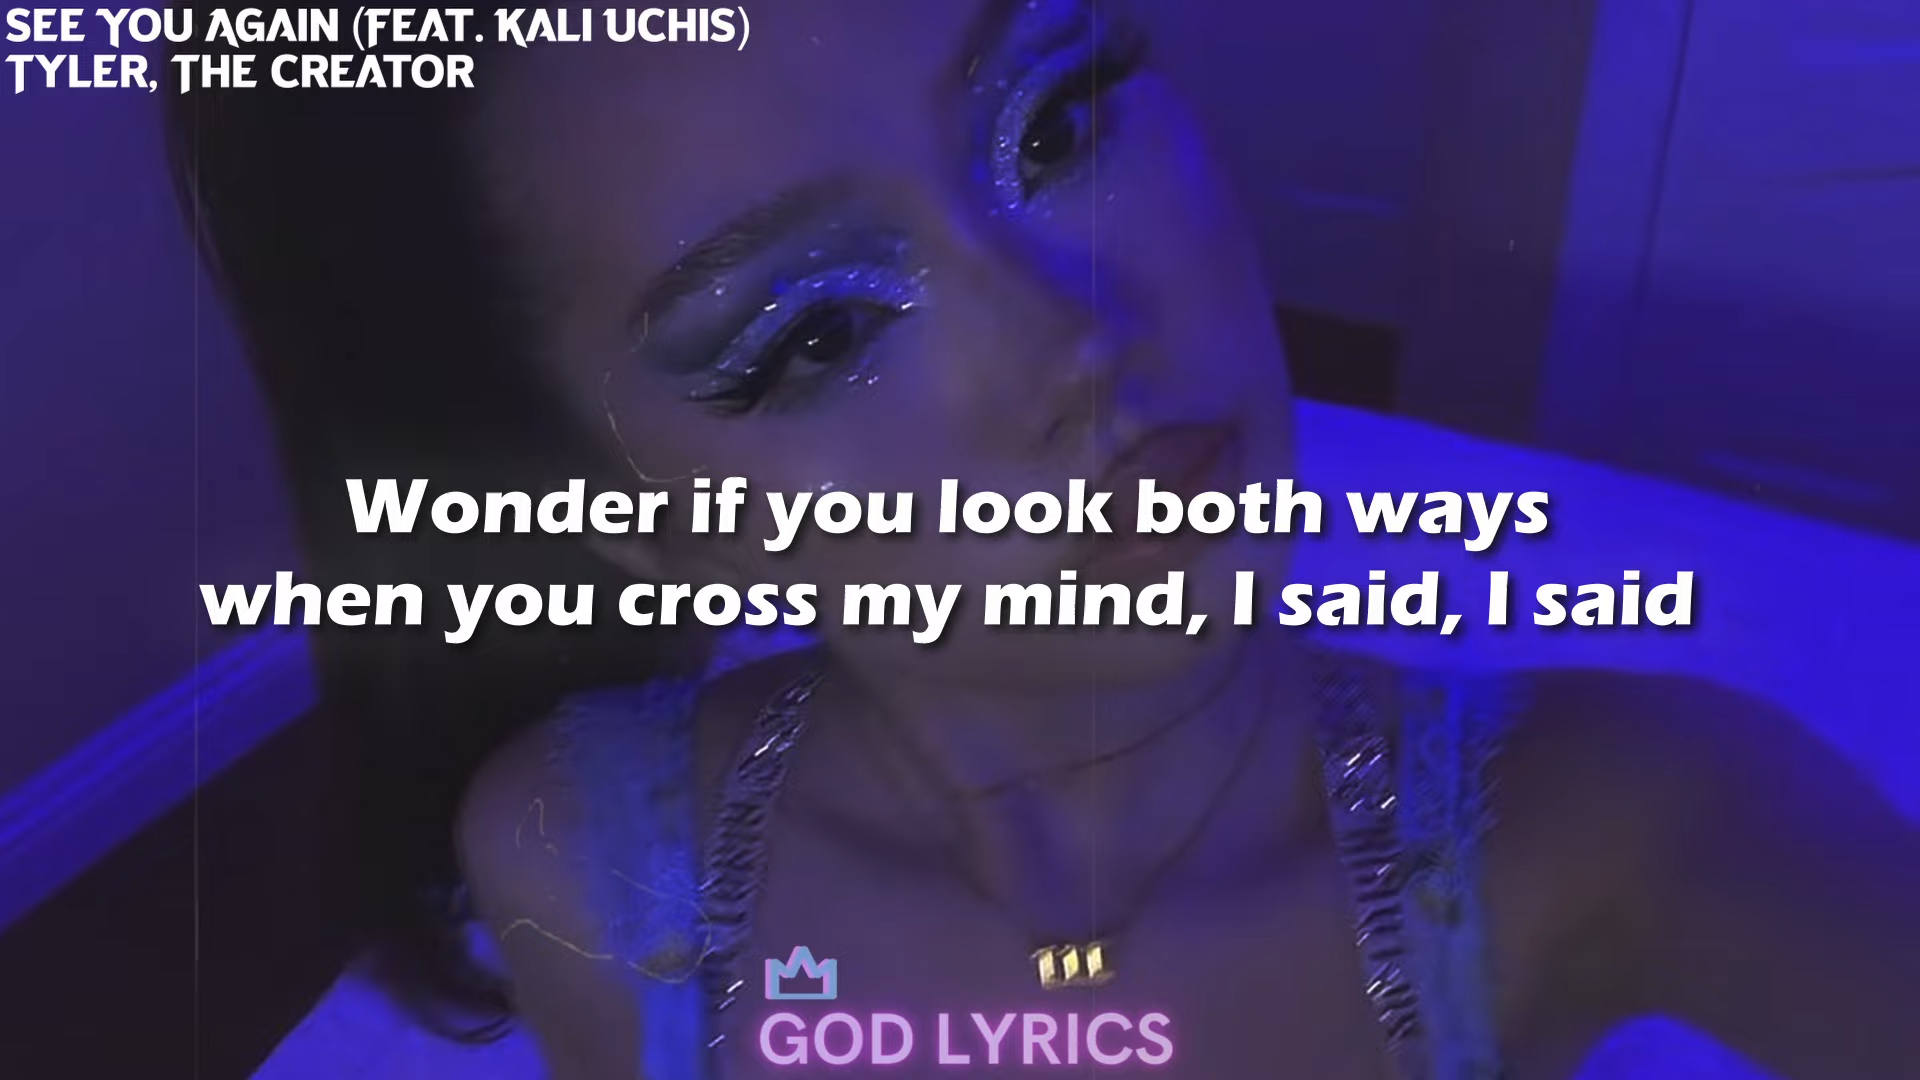 SEE YOU AGAIN (FEAT. KALI UCHIS)
TYLER, THE CREATOR
Wonder if you look both ways
when you cross my mind, I said, I said
GOD LYRICS